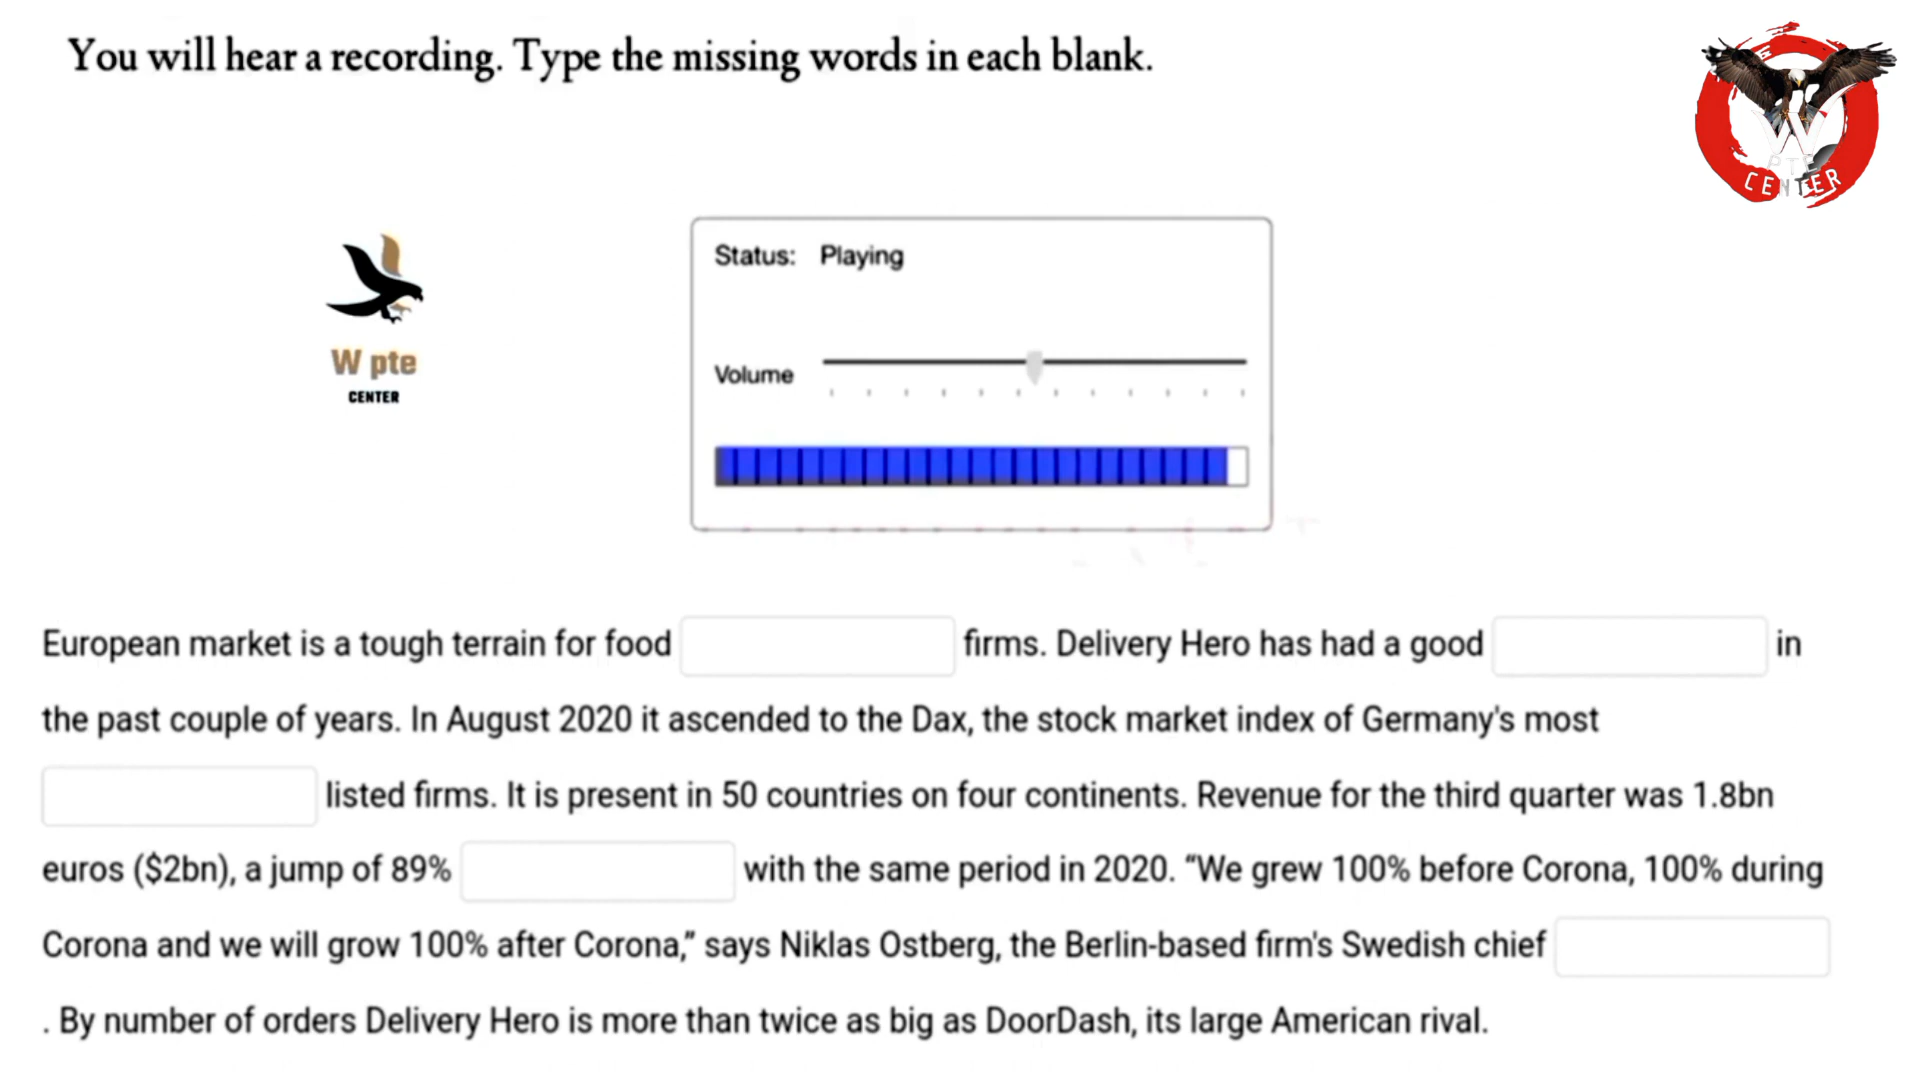 You will hear a recording. Type the missing words in each blank.
W
PTE
CENTER
Status: Playing
W pte
CENTER
Volume
European market is a tough terrain for food firms. Delivery Hero has had a good in
the past couple of years. In August 2020 it ascended to the Dax, the stock market index of Germany's most
listed firms. It is present in 50 countries on four continents. Revenue for the third quarter was 1.8bn
euros ($2bn), a jump of 89% with the same period in 2020. “We grew 100% before Corona, 100% during
Corona and we will grow 100% after Corona,” says Niklas Ostberg, the Berlin-based firm's Swedish chief
. By number of orders Delivery Hero is more than twice as big as DoorDash, its large American rival.